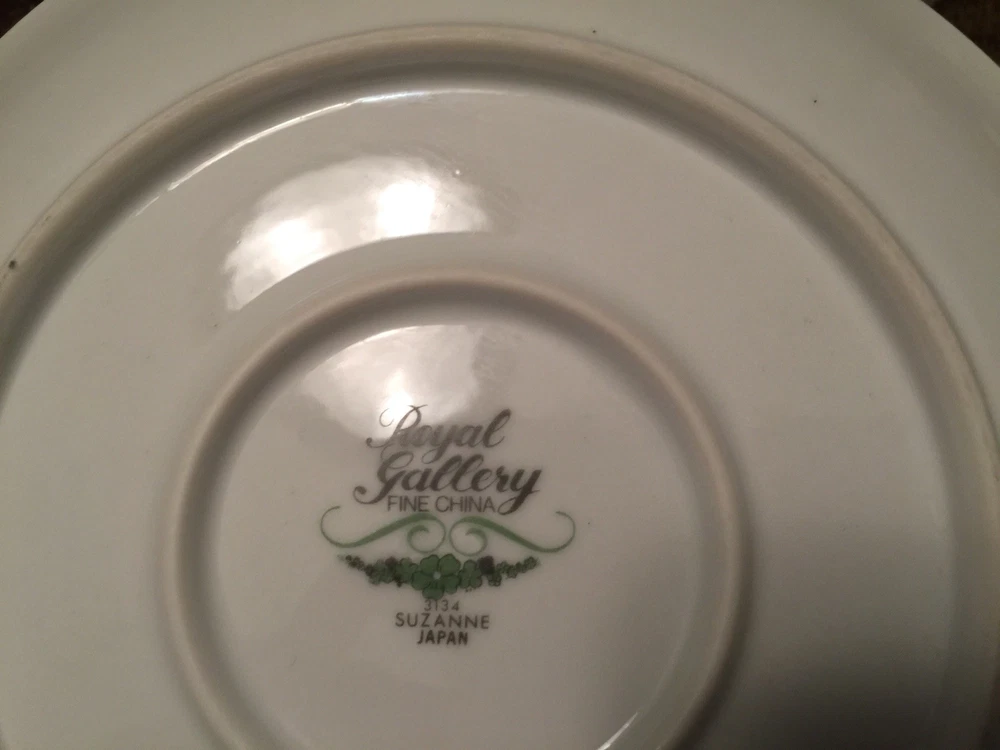 Royal
Gallery
FINE CHINA
3134
SUZANNE
JAPAN